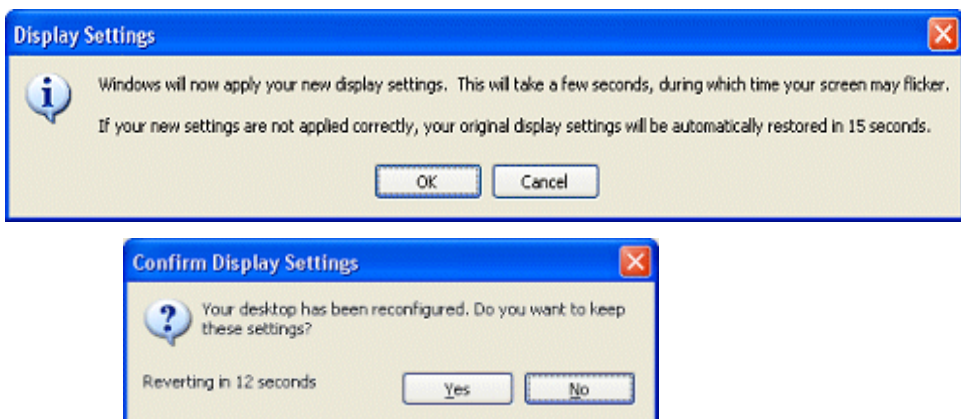 Display Settings
Windows will now apply your new display settings.  This will take a few seconds, during which time your screen may flicker.
If your new settings are not applied correctly, your original display settings will be automatically restored in 15 seconds.
OK Cancel
Confirm Display Settings
Your desktop has been reconfigured. Do you want to keep
these settings?
Reverting in 12 seconds Yes No